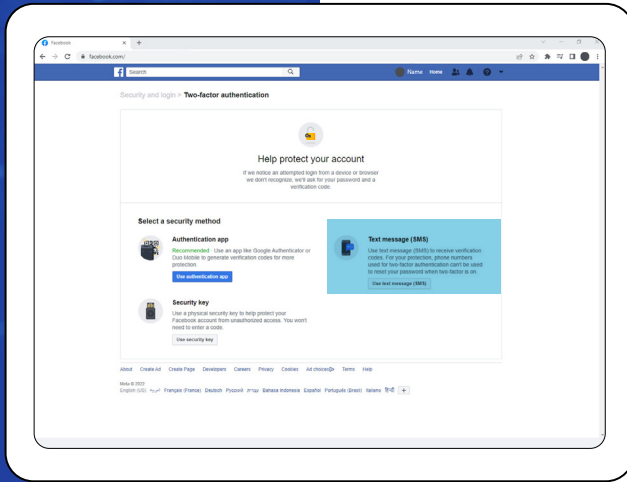 Facebook
facebook.com/
Search
Name Home
Security and login > Two-factor authentication
Help protect your account
If we notice an attempted login from a device or browser
we don't recognize, we'll ask for your password and a
verification code.
Select a security method
Authentication app
Recommended · Use an app like Google Authenticator or
Duo Mobile to generate verification codes for more
protection.
Use authentication app
Text message (SMS)
Use text message (SMS) to receive verification
codes. For your protection, phone numbers
used for two-factor authentication can't be used
to reset your password when two-factor is on.
Use text message (SMS)
Security key
Use a physical security key to help protect your
Facebook account from unauthorized access. You won't
need to enter a code.
Use security key
About Create Ad Create Page Developers Careers Privacy Cookies Ad choices Terms Help
Meta © 2022
English (US) العربية Français (France) Deutsch Русский עברית Bahasa Indonesia Español Português (Brasil) Italiano हिन्दी +